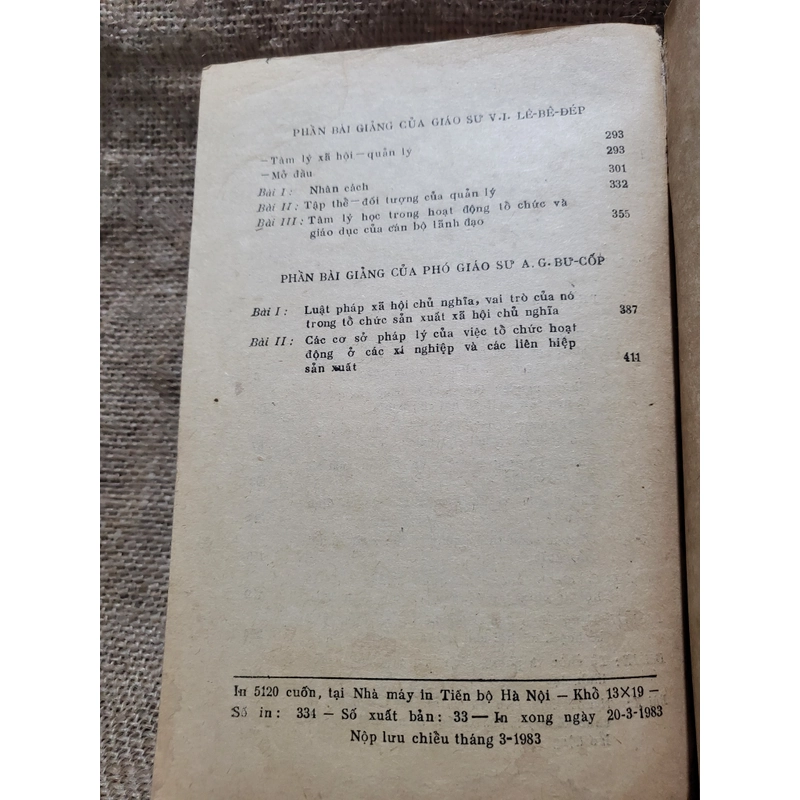 PHẦN BÀI GIẢNG CỦA GIÁO SƯ V.I. LÊ-BÊ-ĐÉP
—Tâm lý xã hội—quản lý 293
—Mở đầu 293
Bài I: Nhân cách 301
Bài II: Tập thể—đối tượng của quản lý 332
Bài III: Tâm lý học trong hoạt động tổ chức và
giáo dục của cán bộ lãnh đạo 355
PHẦN BÀI GIẢNG CỦA PHÓ GIÁO SƯ A.G. BƯ-CỐP
Bài I: Luật pháp xã hội chủ nghĩa, vai trò của nó
trong tổ chức sản xuất xã hội chủ nghĩa 387
Bài II: Các cơ sở pháp lý của việc tổ chức hoạt
động ở các xí nghiệp và các liên hiệp
sản xuất 411
In 5120 cuốn, tại Nhà máy in Tiến bộ Hà Nội — Khổ 13×19 —
Số in: 334 — Số xuất bản: 33 — In xong ngày 20-3-1983
Nộp lưu chiểu tháng 3-1983